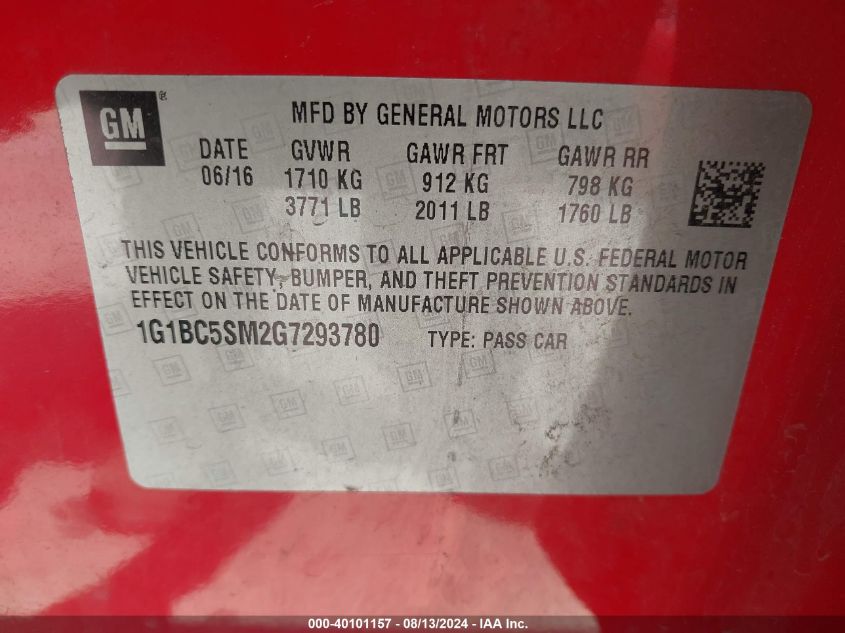 GM ®
MFD BY GENERAL MOTORS LLC
DATE GVWR GAWR FRT GAWR RR
06/16 1710 KG 912 KG 798 KG
3771 LB 2011 LB 1760 LB
THIS VEHICLE CONFORMS TO ALL APPLICABLE U.S. FEDERAL MOTOR
VEHICLE SAFETY, BUMPER, AND THEFT PREVENTION STANDARDS IN
EFFECT ON THE DATE OF MANUFACTURE SHOWN ABOVE.
1G1BC5SM2G7293780 TYPE: PASS CAR
000-40101157 - 08/13/2024 - IAA Inc.